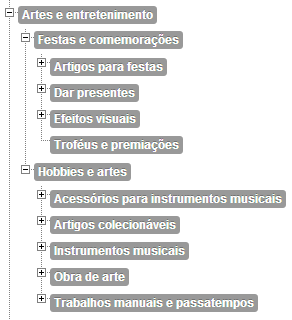 Artes e entretenimento
Festas e comemorações
Artigos para festas
Dar presentes
Efeitos visuais
Troféus e premiações
Hobbies e artes
Acessórios para instrumentos musicais
Artigos colecionáveis
Instrumentos musicais
Obra de arte
Trabalhos manuais e passatempos